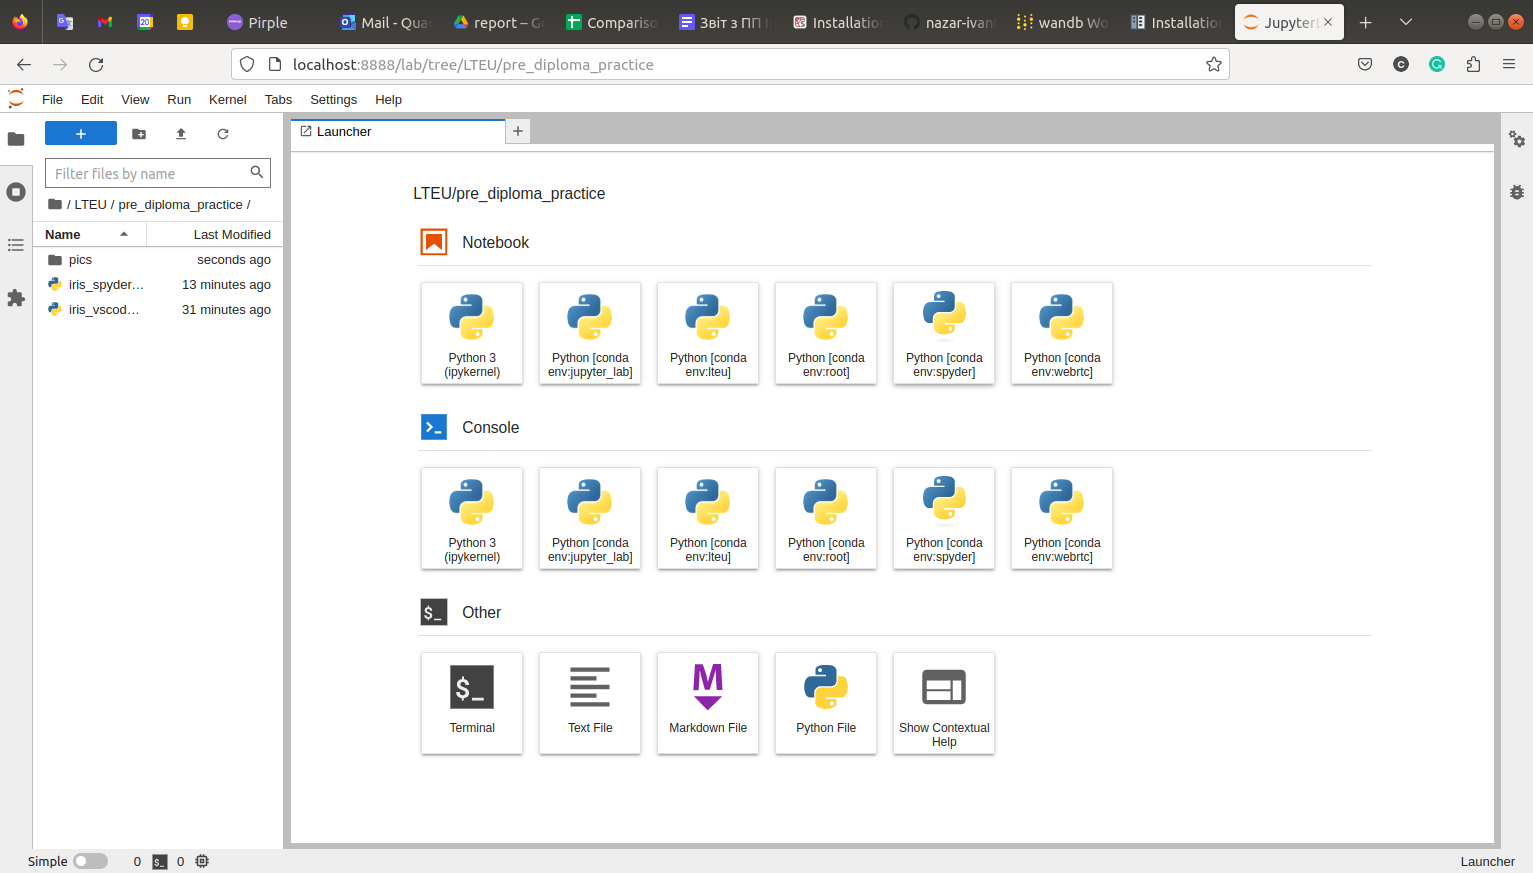 20
Pirple
Mail - Qua
report – G
Compariso
Звіт з ПП
Installatio
nazar-ivan
wandb Wo
Installation
JupyterL
localhost:8888/lab/tree/LTEU/pre_diploma_practice
File Edit View Run Kernel Tabs Settings Help
Launcher
Filter files by name
/ LTEU / pre_diploma_practice /
Name Last Modified
pics seconds ago
iris_spyder… 13 minutes ago
iris_vscod… 31 minutes ago
LTEU/pre_diploma_practice
Notebook
Python 3
(ipykernel)
Python [conda
env:jupyter_lab]
Python [conda
env:lteu]
Python [conda
env:root]
Python [conda
env:spyder]
Python [conda
env:webrtc]
Console
Python 3
(ipykernel)
Python [conda
env:jupyter_lab]
Python [conda
env:lteu]
Python [conda
env:root]
Python [conda
env:spyder]
Python [conda
env:webrtc]
$_ Other
$_
Terminal
Text File
M
Markdown File
Python File
Show Contextual
Help
Simple 0 $_ 0 Launcher